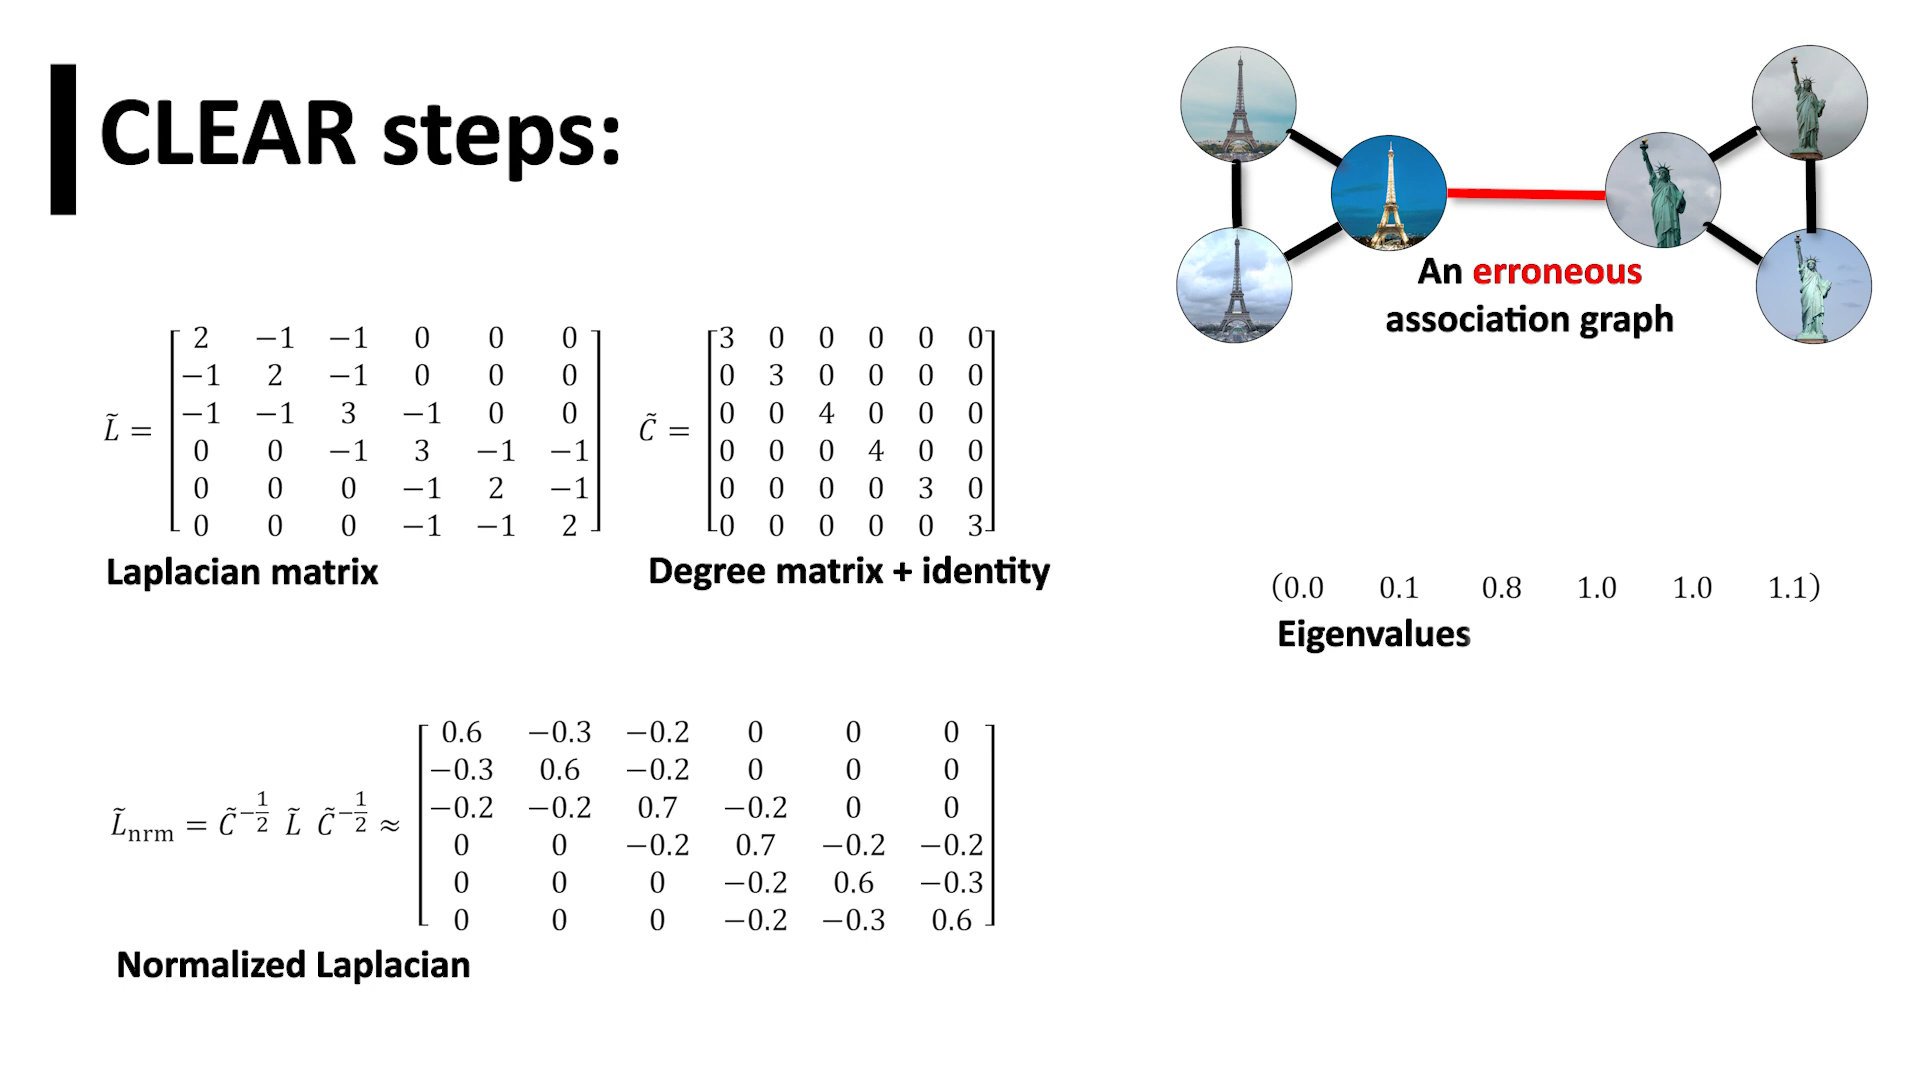 CLEAR steps:
An erroneous
association graph
L̃ =
2 −1 −1 0 0 0
−1 2 −1 0 0 0
−1 −1 3 −1 0 0
0 0 −1 3 −1 −1
0 0 0 −1 2 −1
0 0 0 −1 −1 2
Laplacian matrix
C̃ =
3 0 0 0 0 0
0 3 0 0 0 0
0 0 4 0 0 0
0 0 0 4 0 0
0 0 0 0 3 0
0 0 0 0 0 3
Degree matrix + identity
(0.0 0.1 0.8 1.0 1.0 1.1)
Eigenvalues
L̃nrm = C̃^−1/2 L̃ C̃^−1/2 ≈
0.6 −0.3 −0.2 0 0 0
−0.3 0.6 −0.2 0 0 0
−0.2 −0.2 0.7 −0.2 0 0
0 0 −0.2 0.7 −0.2 −0.2
0 0 0 −0.2 0.6 −0.3
0 0 0 −0.2 −0.3 0.6
Normalized Laplacian